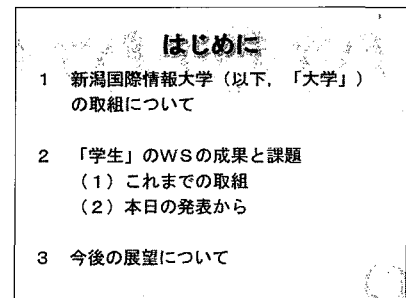 はじめに
1 新潟国際情報大学（以下，「大学」）
の取組について
2 「学生」のＷＳの成果と課題
（１）これまでの取組
（２）本日の発表から
3 今後の展望について